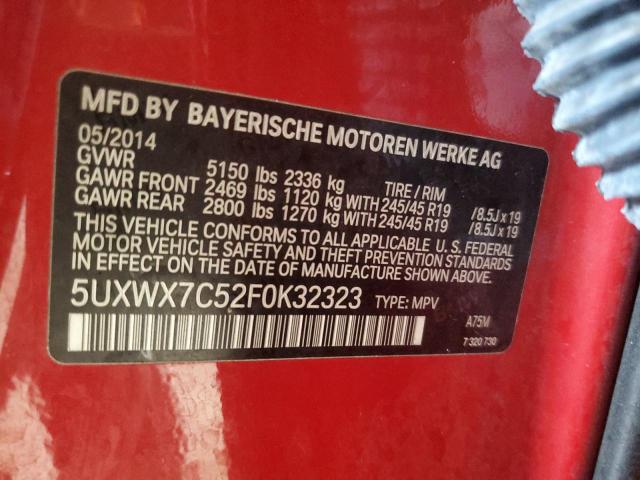 MFD BY BAYERISCHE MOTOREN WERKE AG
05/2014
GVWR 5150 lbs 2336 kg TIRE / RIM
GAWR FRONT 2469 lbs 1120 kg WITH 245/45 R19 /8.5J x 19
GAWR REAR 2800 lbs 1270 kg WITH 245/45 R19 /8.5J x 19
THIS VEHICLE CONFORMS TO ALL APPLICABLE U. S. FEDERAL
MOTOR VEHICLE SAFETY AND THEFT PREVENTION STANDARDS
IN EFFECT ON THE DATE OF MANUFACTURE SHOWN ABOVE.
5UXWX7C52F0K32323 TYPE: MPV
A75M
7 320 730